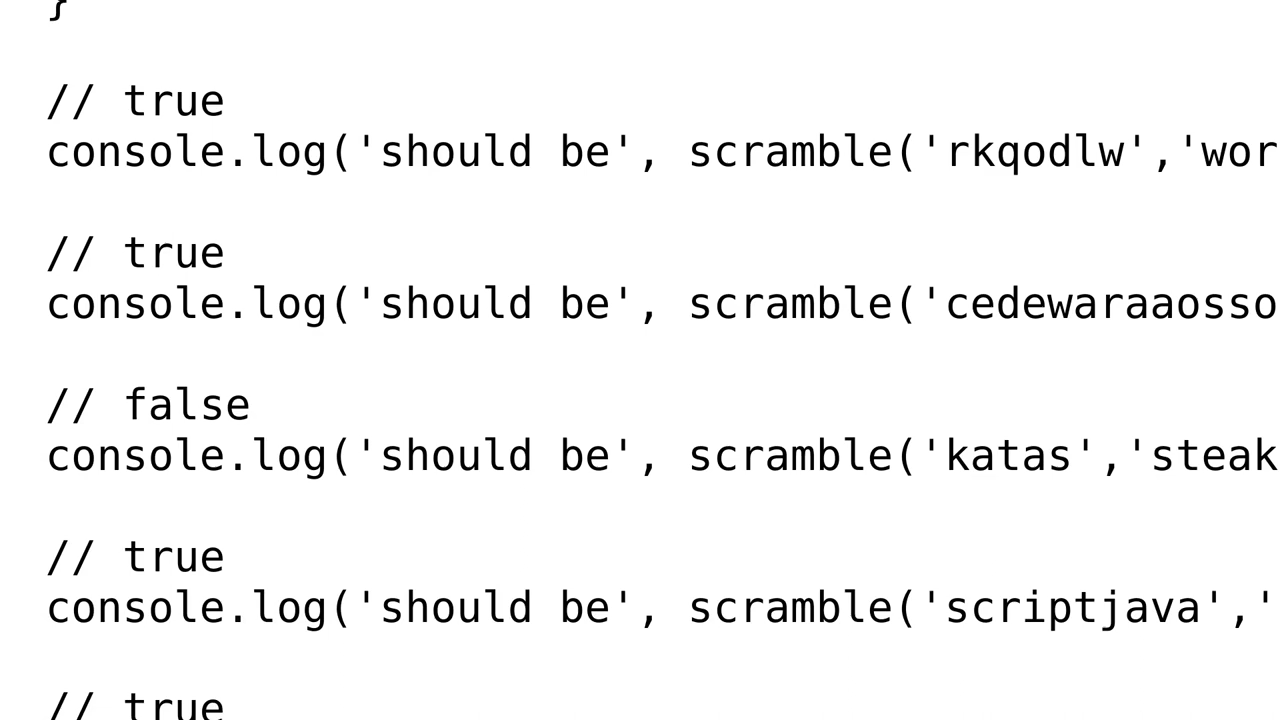 }
// true
console.log('should be', scramble('rkqodlw','wor
// true
console.log('should be', scramble('cedewaraaosso
// false
console.log('should be', scramble('katas','steak
// true
console.log('should be', scramble('scriptjava','
// true